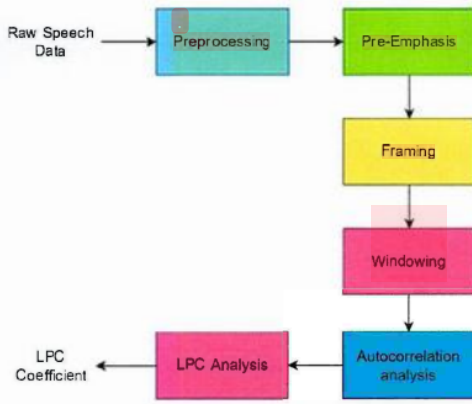 Raw Speech
Data
Preprocessing
Pre-Emphasis
Framing
Windowing
Autocorrelation
analysis
LPC Analysis
LPC
Coefficient